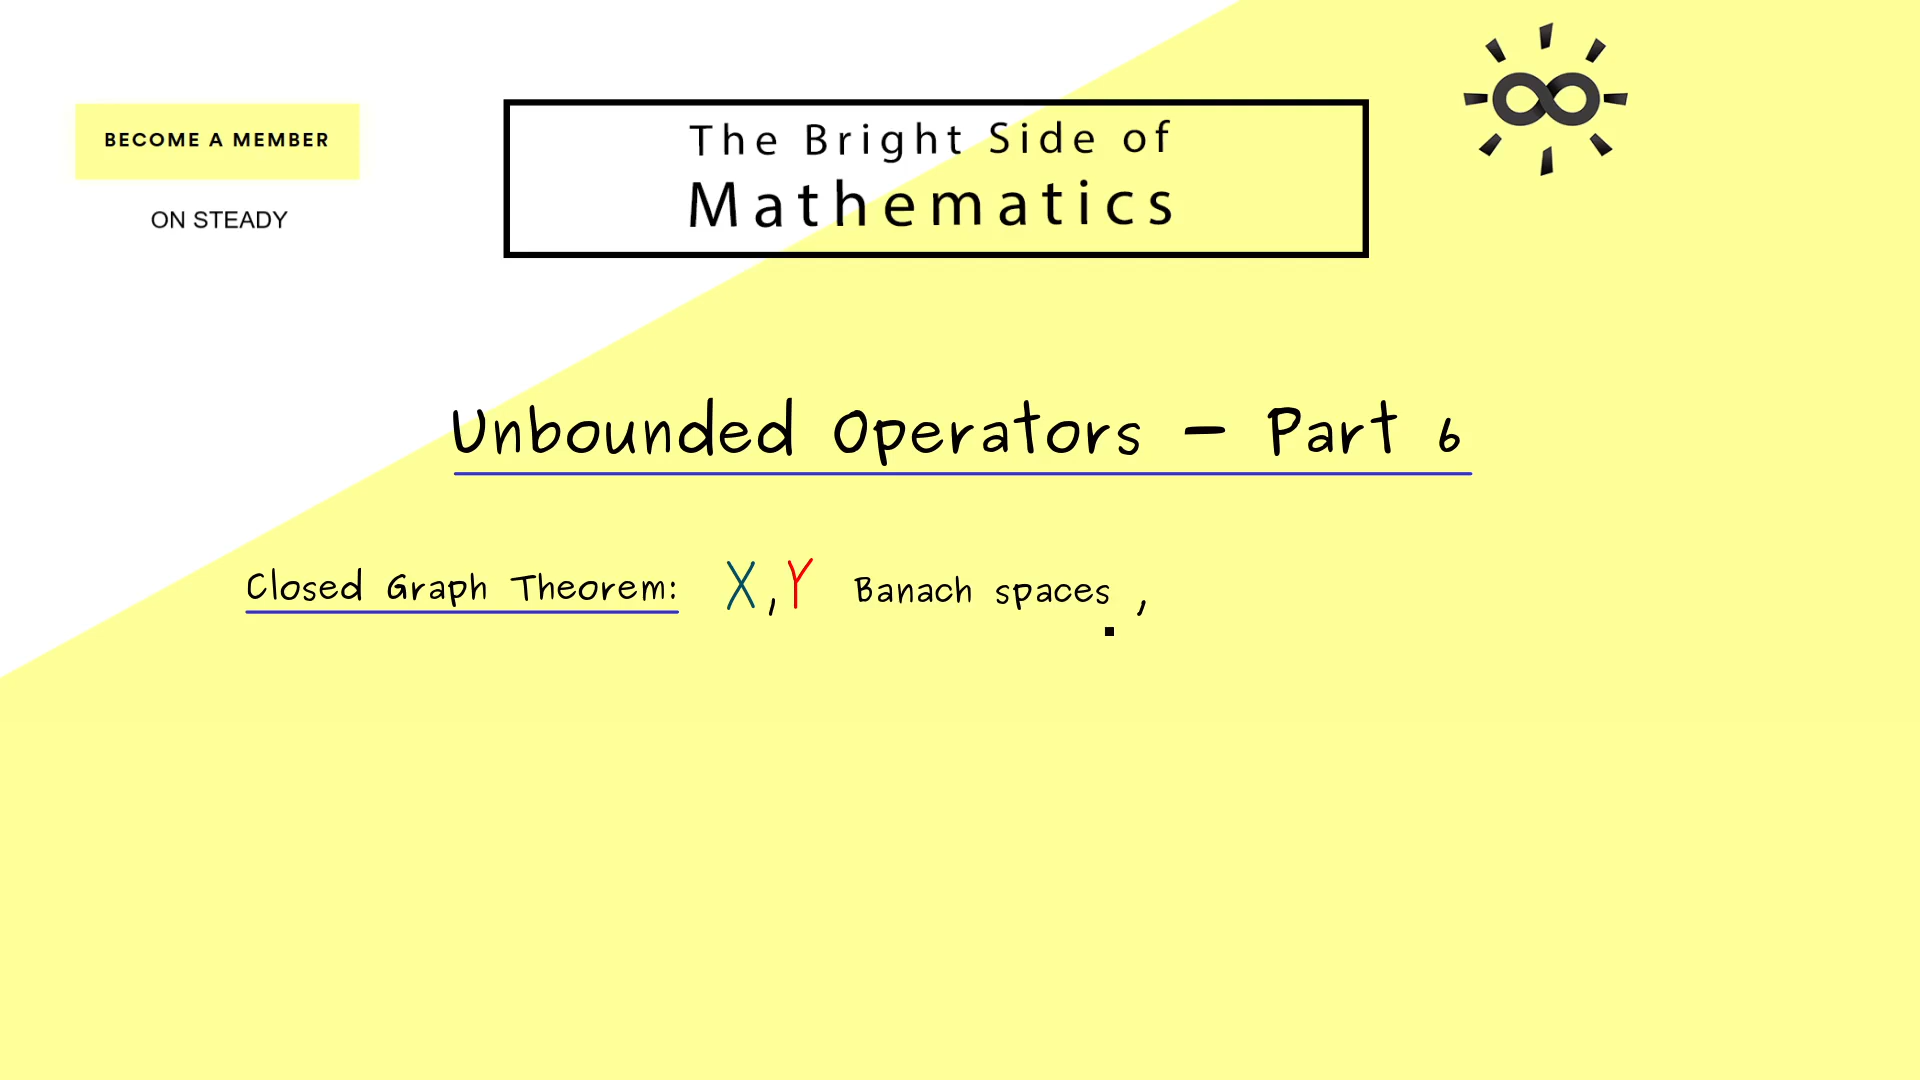 BECOME A MEMBER
ON STEADY
The Bright Side of
Mathematics
Unbounded Operators - Part 6
Closed Graph Theorem: X, Y Banach spaces ,